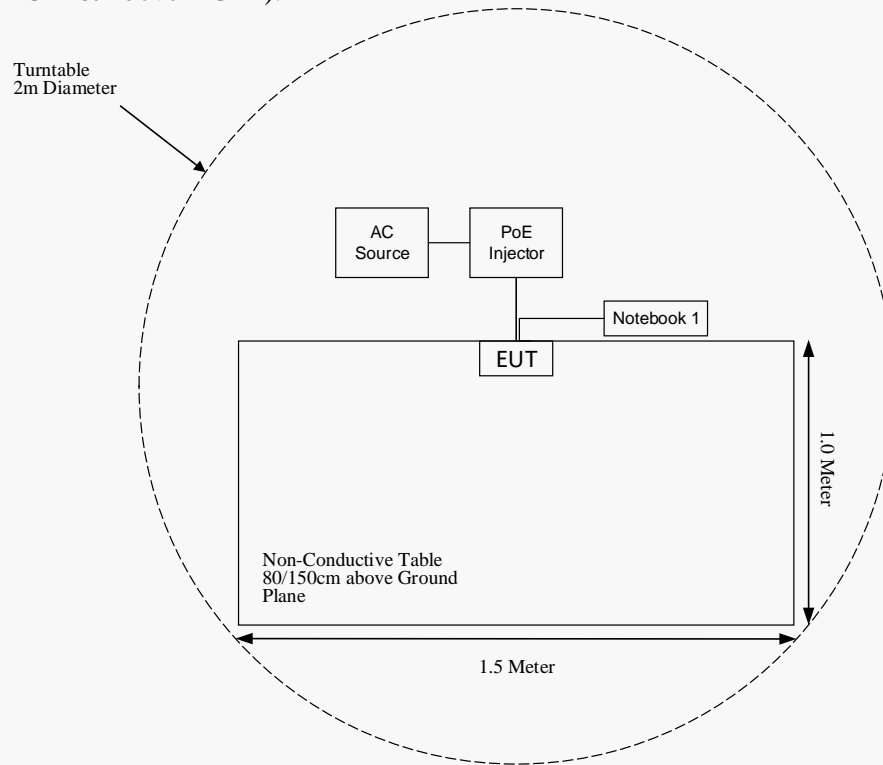 Turntable
2m Diameter
AC
Source
PoE
Injector
Notebook 1
EUT
1.0 Meter
Non-Conductive Table
80/150cm above Ground
Plane
1.5 Meter